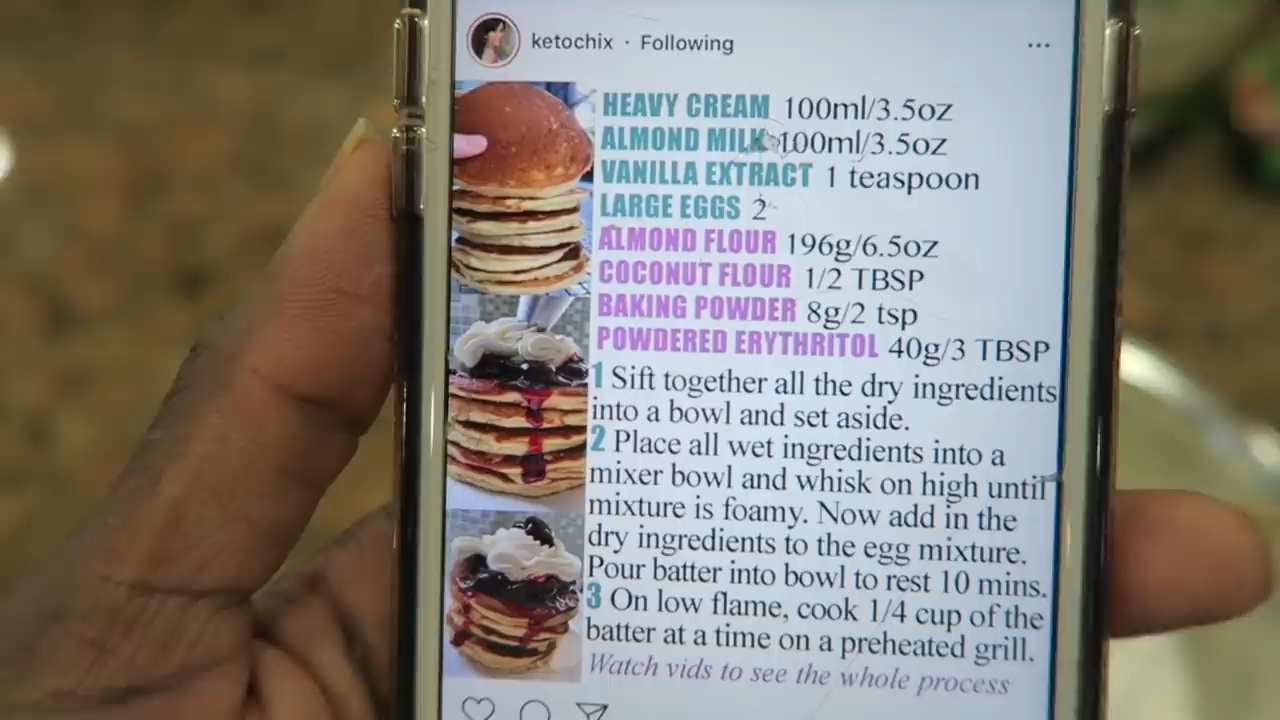 ketochix · Following
HEAVY CREAM 100ml/3.5oz
ALMOND MILK 100ml/3.5oz
VANILLA EXTRACT 1 teaspoon
LARGE EGGS 2
ALMOND FLOUR 196g/6.5oz
COCONUT FLOUR 1/2 TBSP
BAKING POWDER 8g/2 tsp
POWDERED ERYTHRITOL 40g/3 TBSP
1 Sift together all the dry ingredients
into a bowl and set aside.
2 Place all wet ingredients into a
mixer bowl and whisk on high until
mixture is foamy. Now add in the
dry ingredients to the egg mixture.
Pour batter into bowl to rest 10 mins.
3 On low flame, cook 1/4 cup of the
batter at a time on a preheated grill.
Watch vids to see the whole process